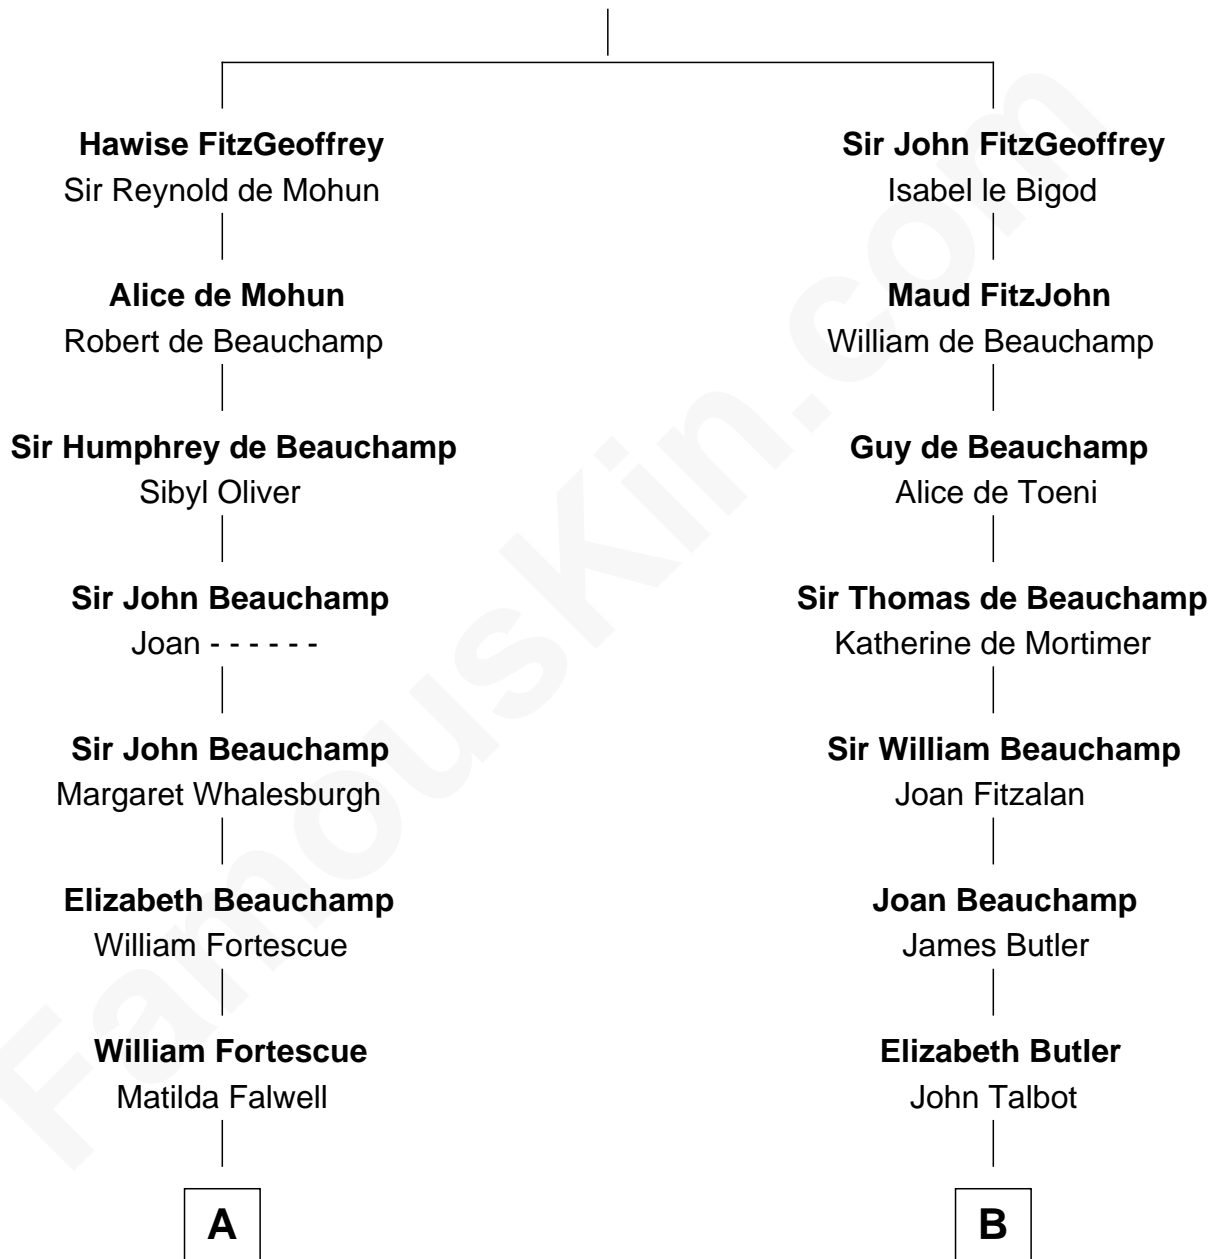 Hawise FitzGeoffrey
Sir Reynold de Mohun
Alice de Mohun
Robert de Beauchamp
Sir Humphrey de Beauchamp
Sibyl Oliver
Sir John Beauchamp
Joan - - - - - -
Sir John Beauchamp
Margaret Whalesburgh
Elizabeth Beauchamp
William Fortescue
William Fortescue
Matilda Falwell
A
Sir John FitzGeoffrey
Isabel le Bigod
Maud FitzJohn
William de Beauchamp
Guy de Beauchamp
Alice de Toeni
Sir Thomas de Beauchamp
Katherine de Mortimer
Sir William Beauchamp
Joan Fitzalan
Joan Beauchamp
James Butler
Elizabeth Butler
John Talbot
B
FamousKin.com